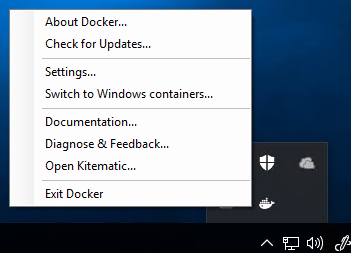 About Docker...
Check for Updates...
Settings...
Switch to Windows containers...
Documentation...
Diagnose & Feedback...
Open Kitematic...
Exit Docker